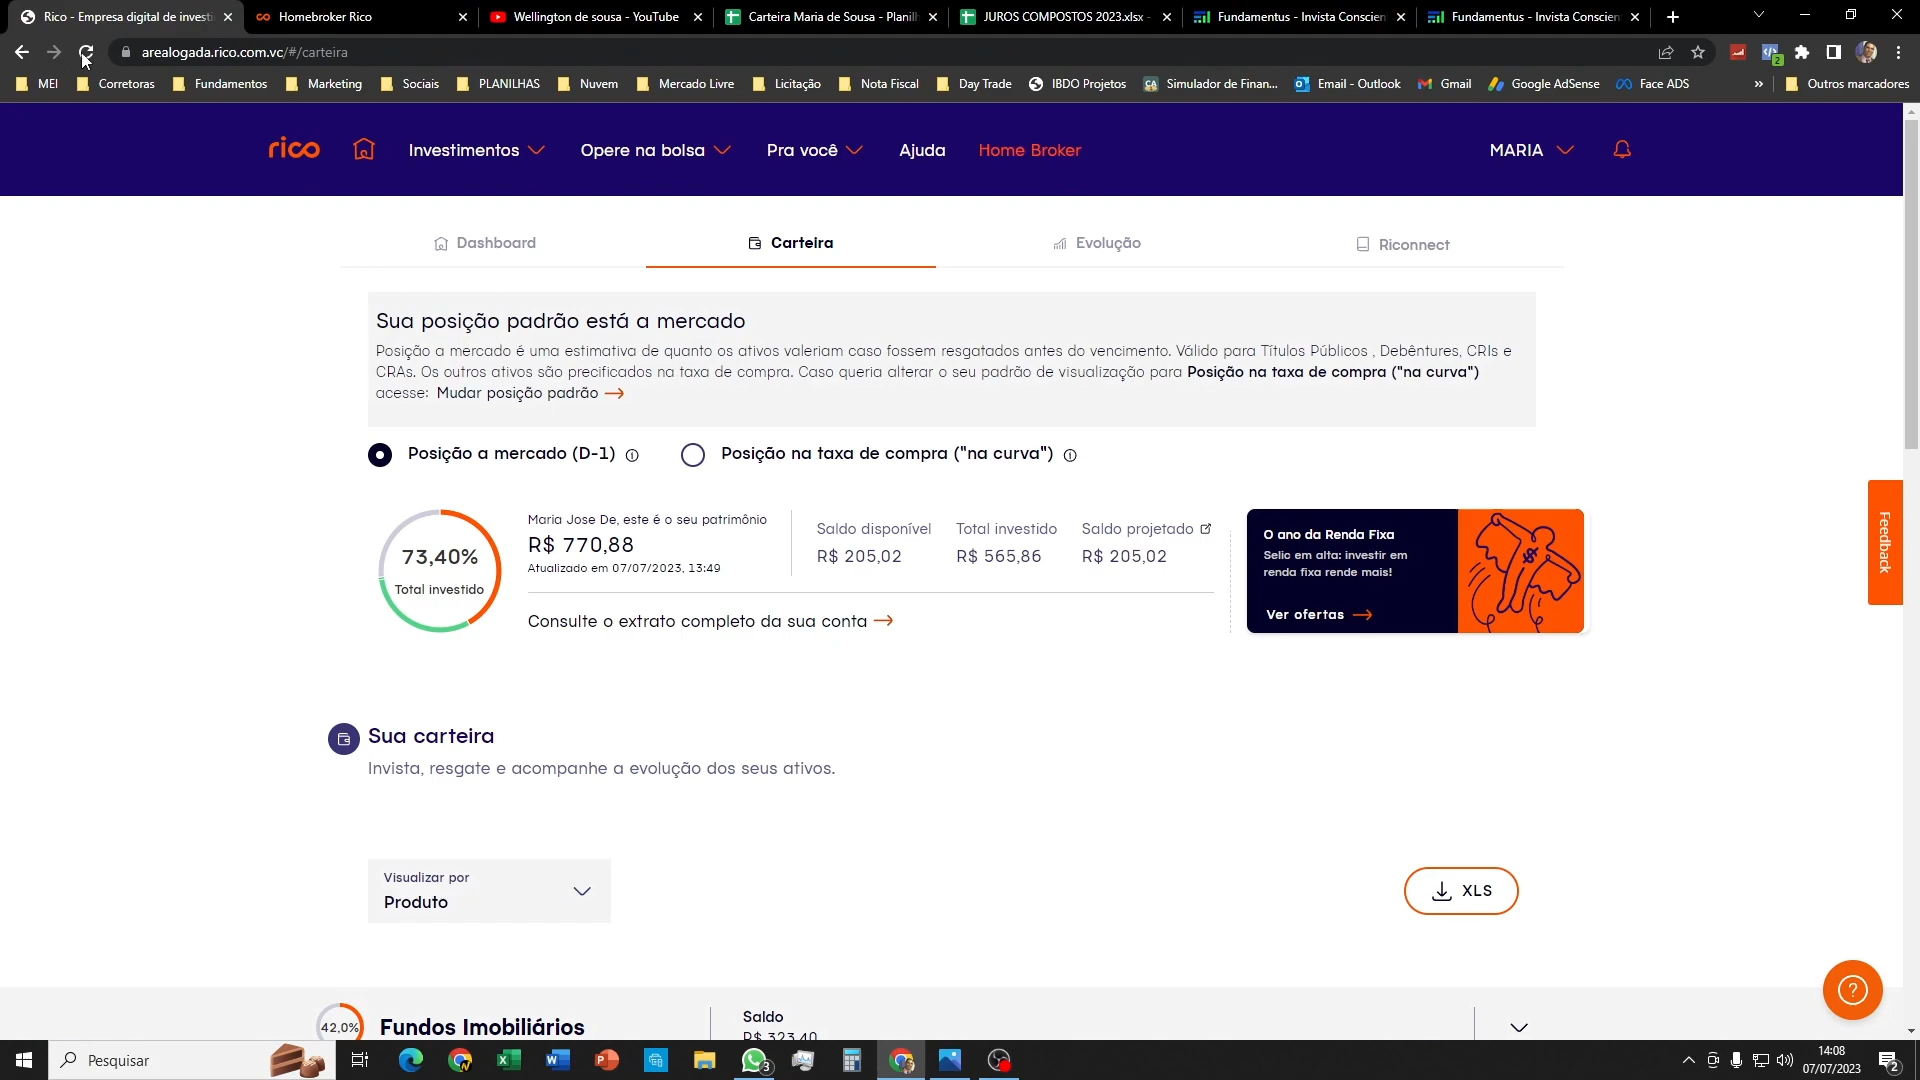 Rico - Empresa digital de investi
Homebroker Rico
Wellington de sousa - YouTube
Carteira Maria de Sousa - Planilh
JUROS COMPOSTOS 2023.xlsx -
Fundamentus - Invista Conscien
Fundamentus - Invista Conscien
arealogada.rico.com.vc/#/carteira
2
MEI
Corretoras
Fundamentos
Marketing
Sociais
PLANILHAS
Nuvem
Mercado Livre
Licitação
Nota Fiscal
Day Trade
IBDO Projetos
Simulador de Finan...
Email - Outlook
Gmail
Google AdSense
Face ADS
»
Outros marcadores
rico
Investimentos
Opere na bolsa
Pra você
Ajuda
Home Broker
MARIA
Dashboard
Carteira
Evolução
Riconnect
Sua posição padrão está a mercado
Posição a mercado é uma estimativa de quanto os ativos valeriam caso fossem resgatados antes do vencimento. Válido para Títulos Públicos , Debêntures, CRIs e
CRAs. Os outros ativos são precificados na taxa de compra. Caso queria alterar o seu padrão de visualização para Posição na taxa de compra ("na curva")
acesse: Mudar posição padrão →
Posição a mercado (D-1)
Posição na taxa de compra ("na curva")
73,40%
Total investido
Maria Jose De, este é o seu patrimônio
R$ 770,88
Atualizado em 07/07/2023, 13:49
Saldo disponível
R$ 205,02
Total investido
R$ 565,86
Saldo projetado
R$ 205,02
Consulte o extrato completo da sua conta →
O ano da Renda Fixa
Selic em alta: investir em
renda fixa rende mais!
Ver ofertas →
Feedback
Sua carteira
Invista, resgate e acompanhe a evolução dos seus ativos.
Visualizar por
Produto
XLS
?
42,0%
Fundos Imobiliários
Saldo
R$ 323,40
Pesquisar
3
14:08
07/07/2023
2